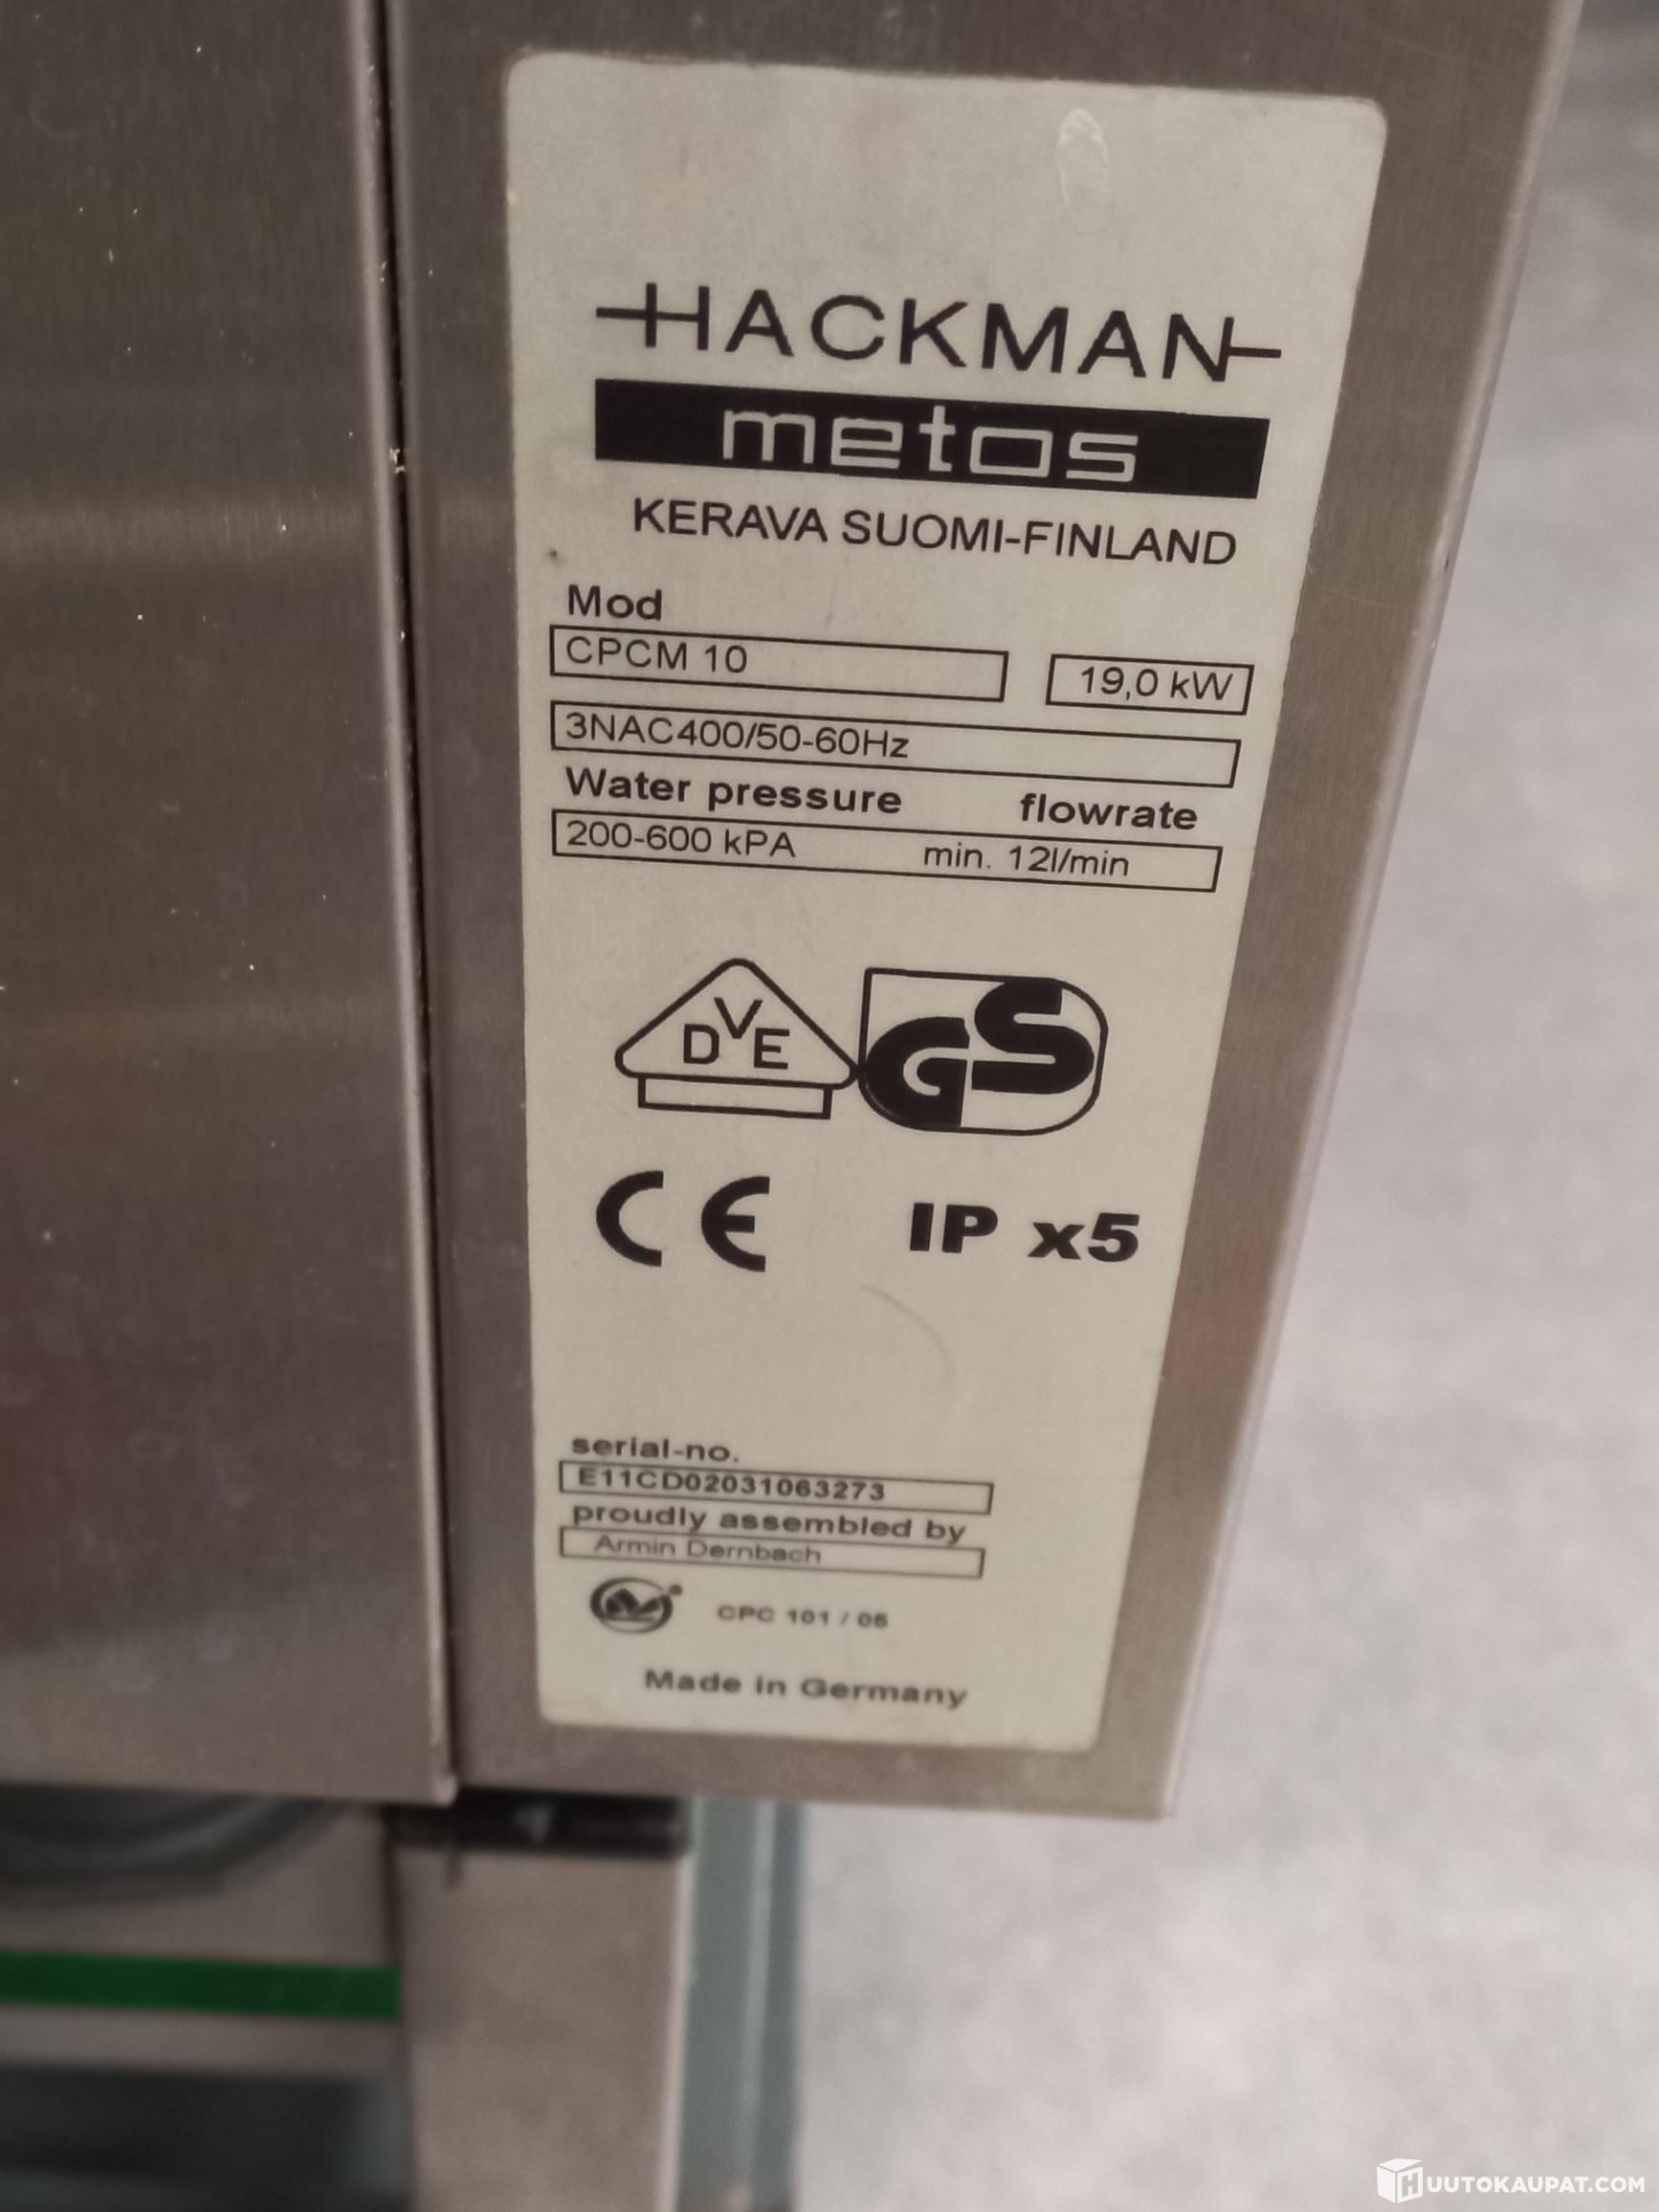 HACKMAN
metos
KERAVA SUOMI-FINLAND
Mod
CPCM 10 19,0 kW
3NAC400/50-60Hz
Water pressure flowrate
200-600 kPA min. 12l/min
DVE GS
CE IP x5
serial-no.
E11CD02031063273
proudly assembled by
Armin Dernbach
CPC 101 / 05
Made in Germany
HUUTOKAUPAT.COM